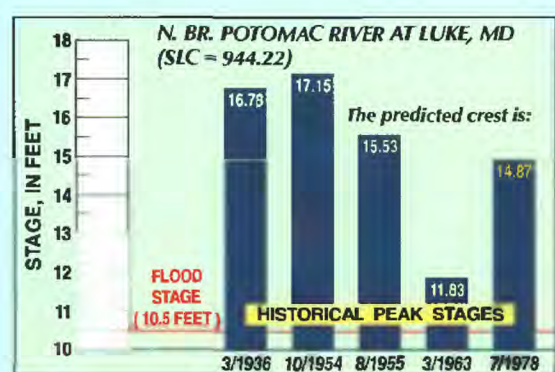 N. BR. POTOMAC RIVER AT LUKE, MD
(SLC = 944.22)
The predicted crest is:
STAGE, IN FEET
18
17
16
15
14
13
12
11
10
16.78
17.15
15.53
11.83
14.87
FLOOD
STAGE
(10.5 FEET)
HISTORICAL PEAK STAGES
3/1936 10/1954 8/1955 3/1963 7/1978